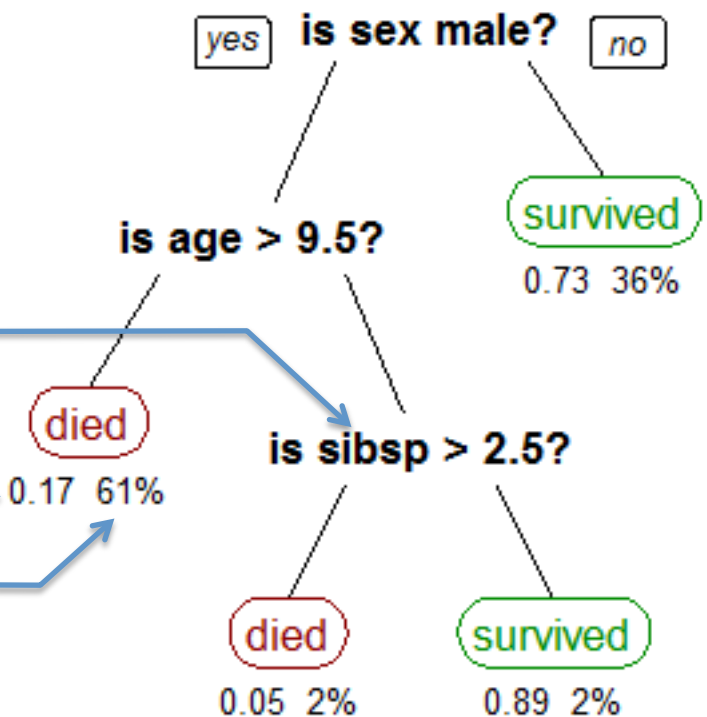 yes is sex male? no
survived
0.73 36%
is age > 9.5?
died
0.17 61%
is sibsp > 2.5?
died survived
0.05 2% 0.89 2%